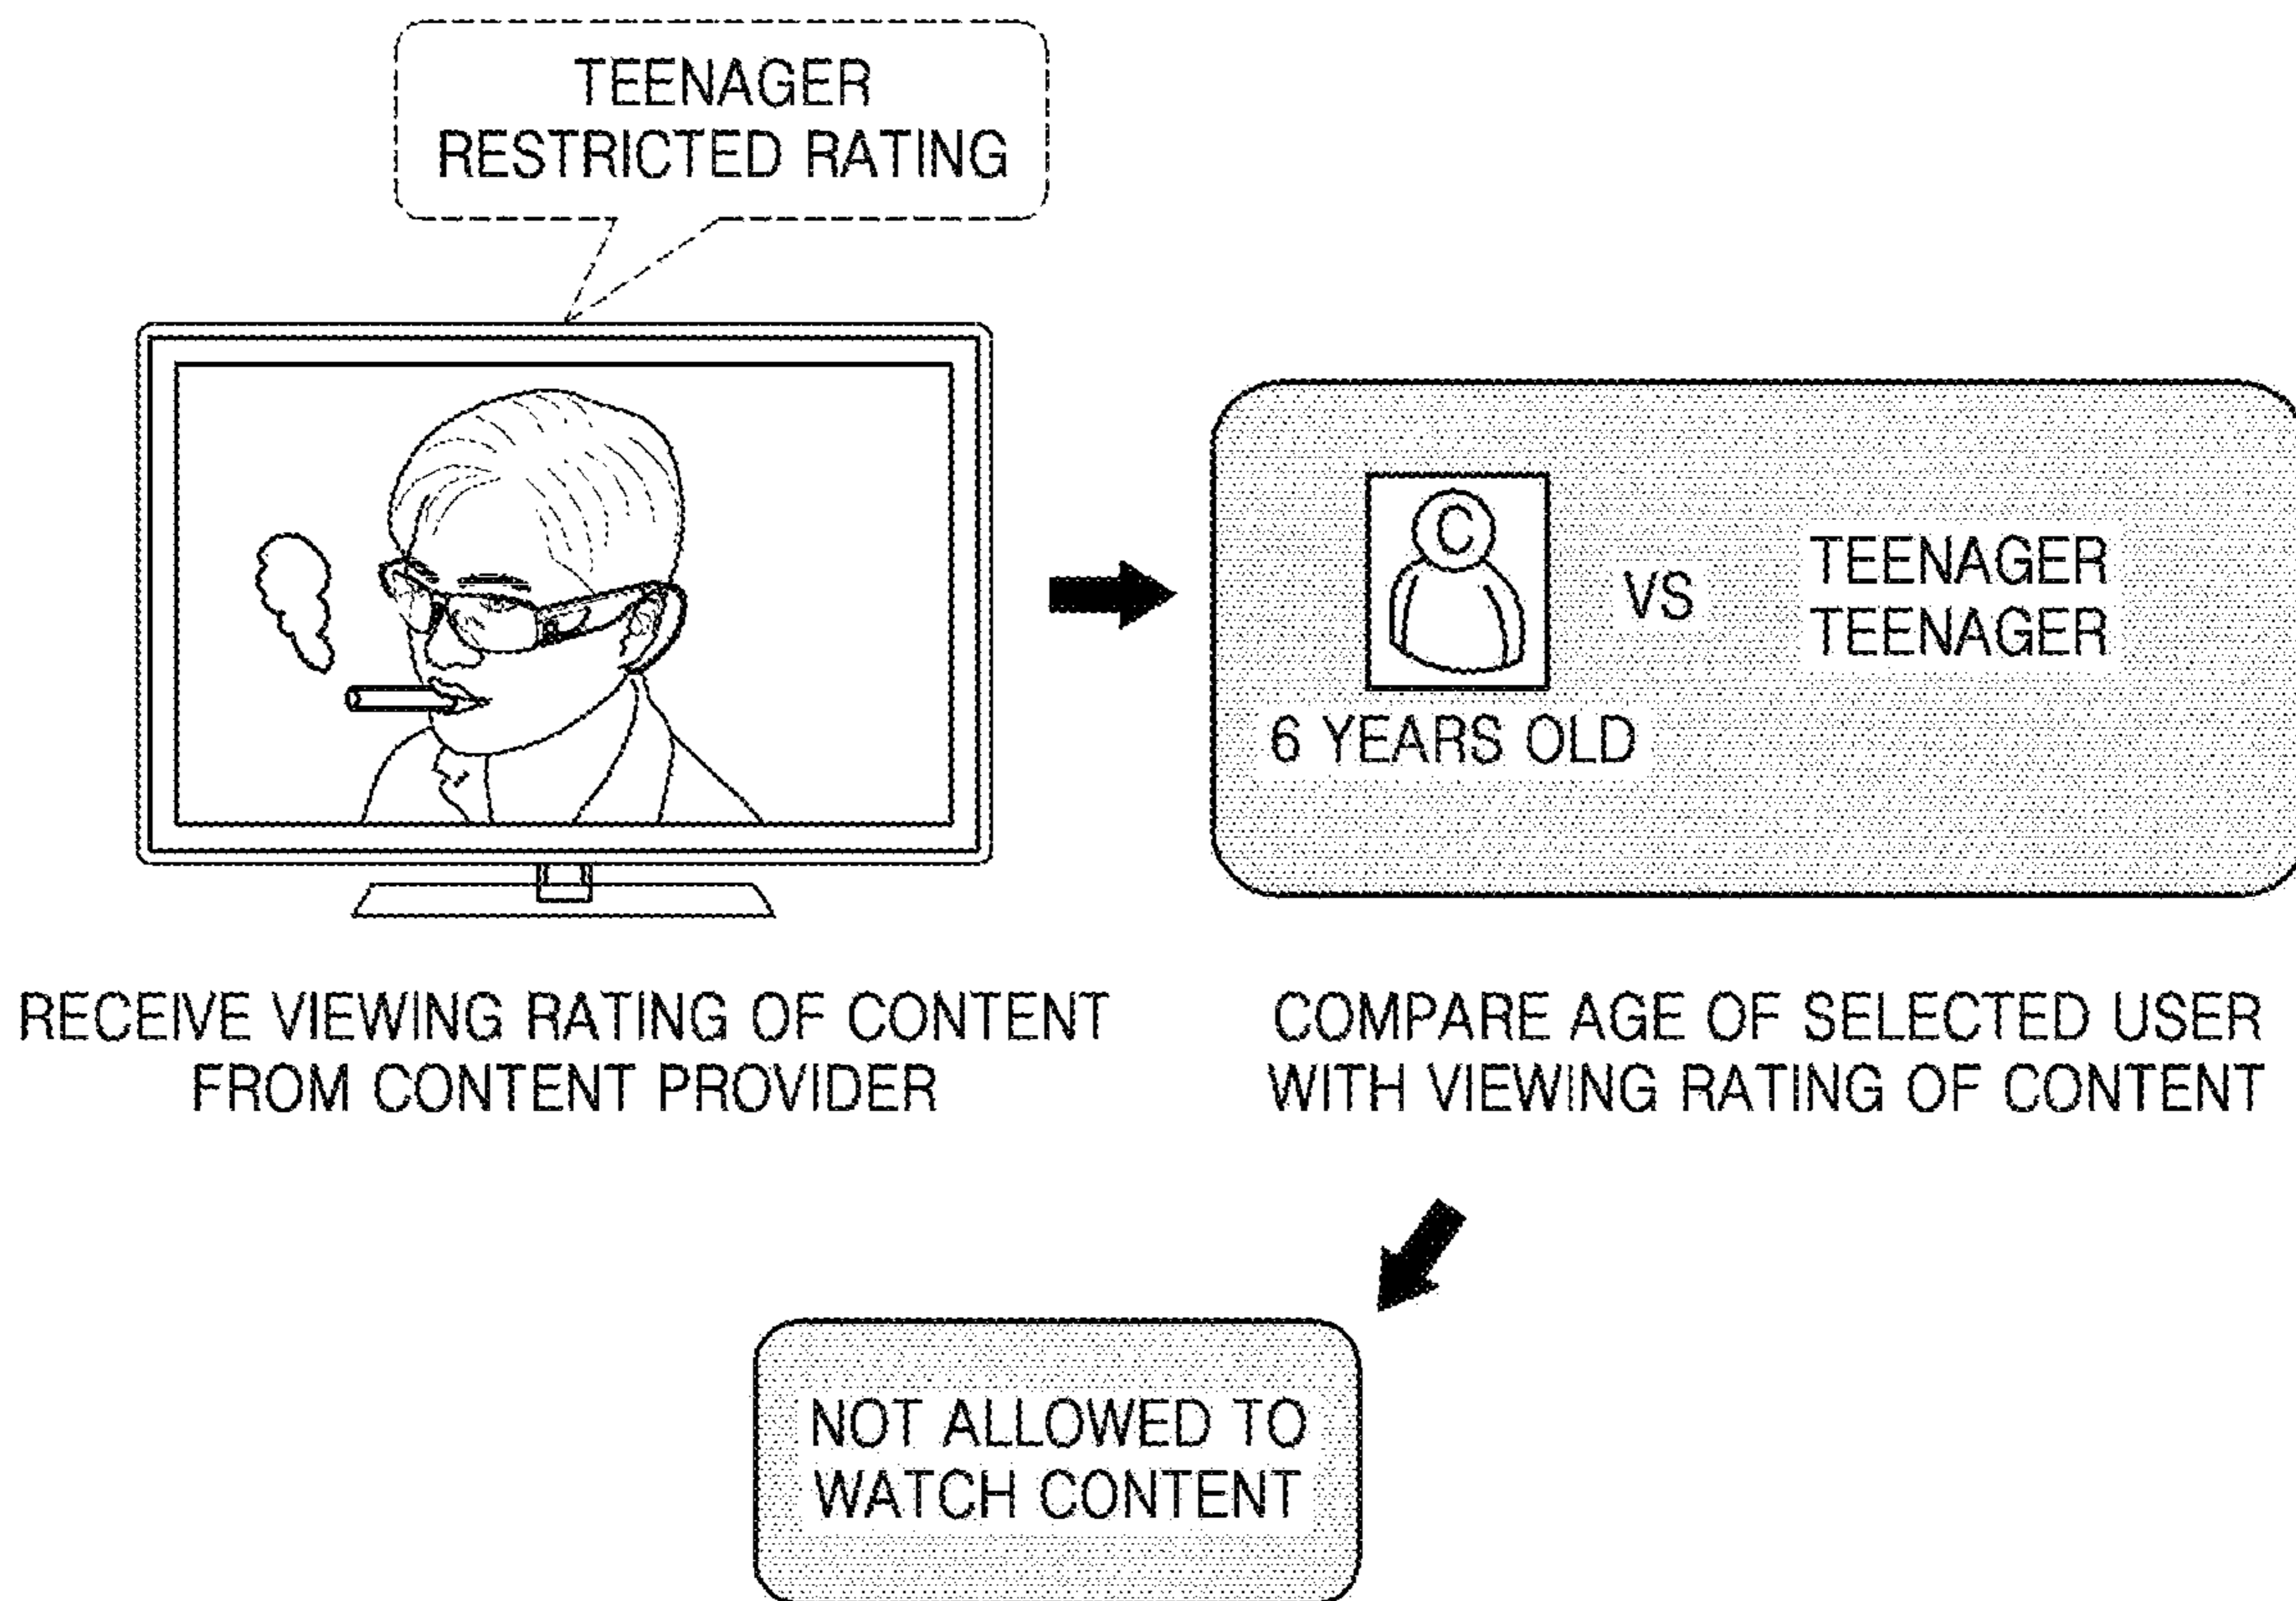 TEENAGER
RESTRICTED RATING
C
VS
TEENAGER
TEENAGER
6 YEARS OLD
RECEIVE VIEWING RATING OF CONTENT
FROM CONTENT PROVIDER
COMPARE AGE OF SELECTED USER
WITH VIEWING RATING OF CONTENT
NOT ALLOWED TO
WATCH CONTENT